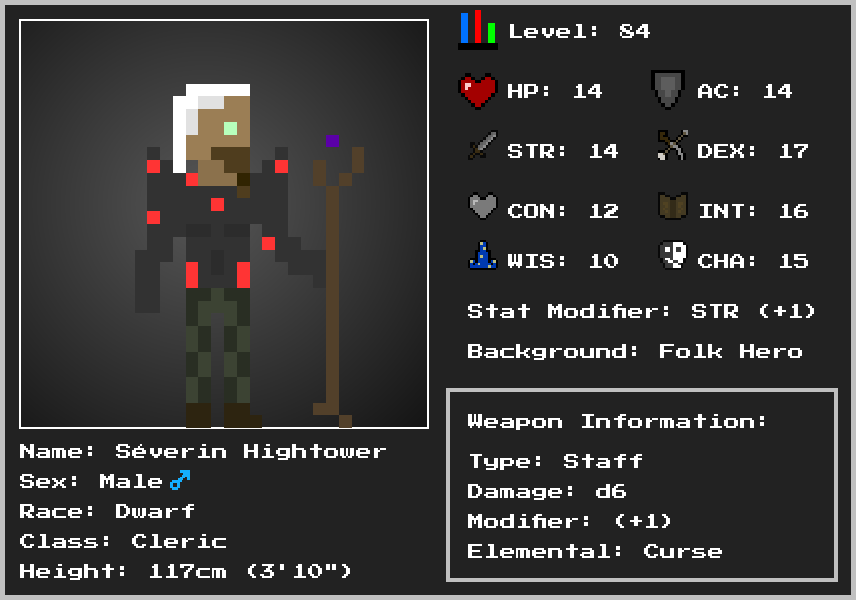 Level: 84
HP: 14
AC: 14
STR: 14
DEX: 17
CON: 12
INT: 16
WIS: 10
CHA: 15
Stat Modifier: STR (+1)
Background: Folk Hero
Weapon Information:
Type: Staff
Damage: d6
Modifier: (+1)
Elemental: Curse
Name: Séverin Hightower
Sex: Male ♂
Race: Dwarf
Class: Cleric
Height: 117cm (3'10")